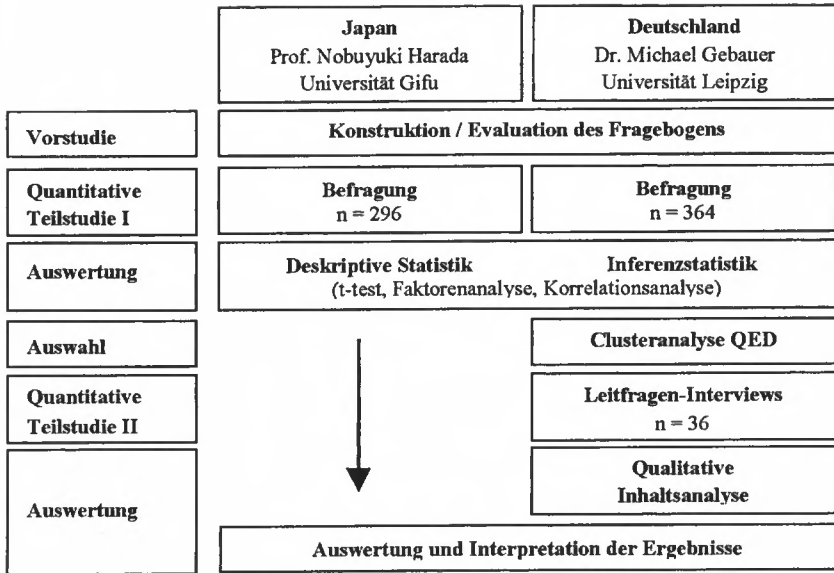 Japan
Prof. Nobuyuki Harada
Universität Gifu
Deutschland
Dr. Michael Gebauer
Universität Leipzig
Vorstudie
Konstruktion / Evaluation des Fragebogens
Quantitative
Teilstudie I
Befragung
n = 296
Befragung
n = 364
Auswertung
Deskriptive Statistik
Inferenzstatistik
(t-test, Faktorenanalyse, Korrelationsanalyse)
Auswahl
Clusteranalyse QED
Quantitative
Teilstudie II
Leitfragen-Interviews
n = 36
Auswertung
Qualitative
Inhaltsanalyse
Auswertung und Interpretation der Ergebnisse